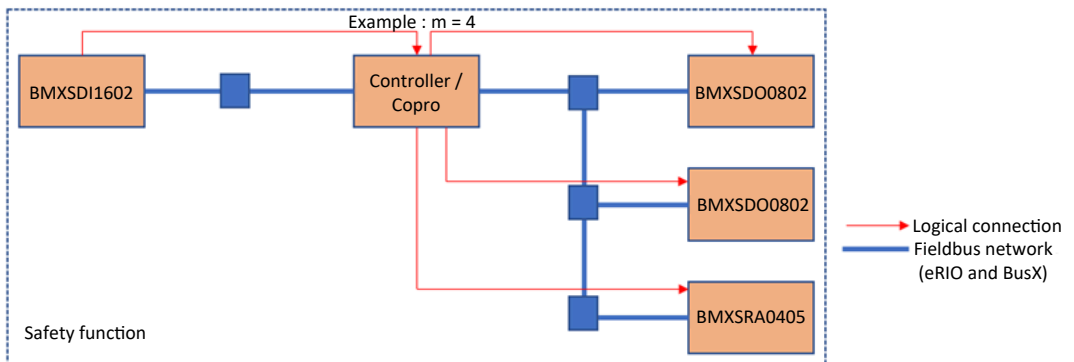 Example : m = 4
BMXSDI1602
Controller /
Copro
BMXSDO0802
BMXSDO0802
Logical connection
Fieldbus network
(eRIO and BusX)
BMXSRA0405
Safety function